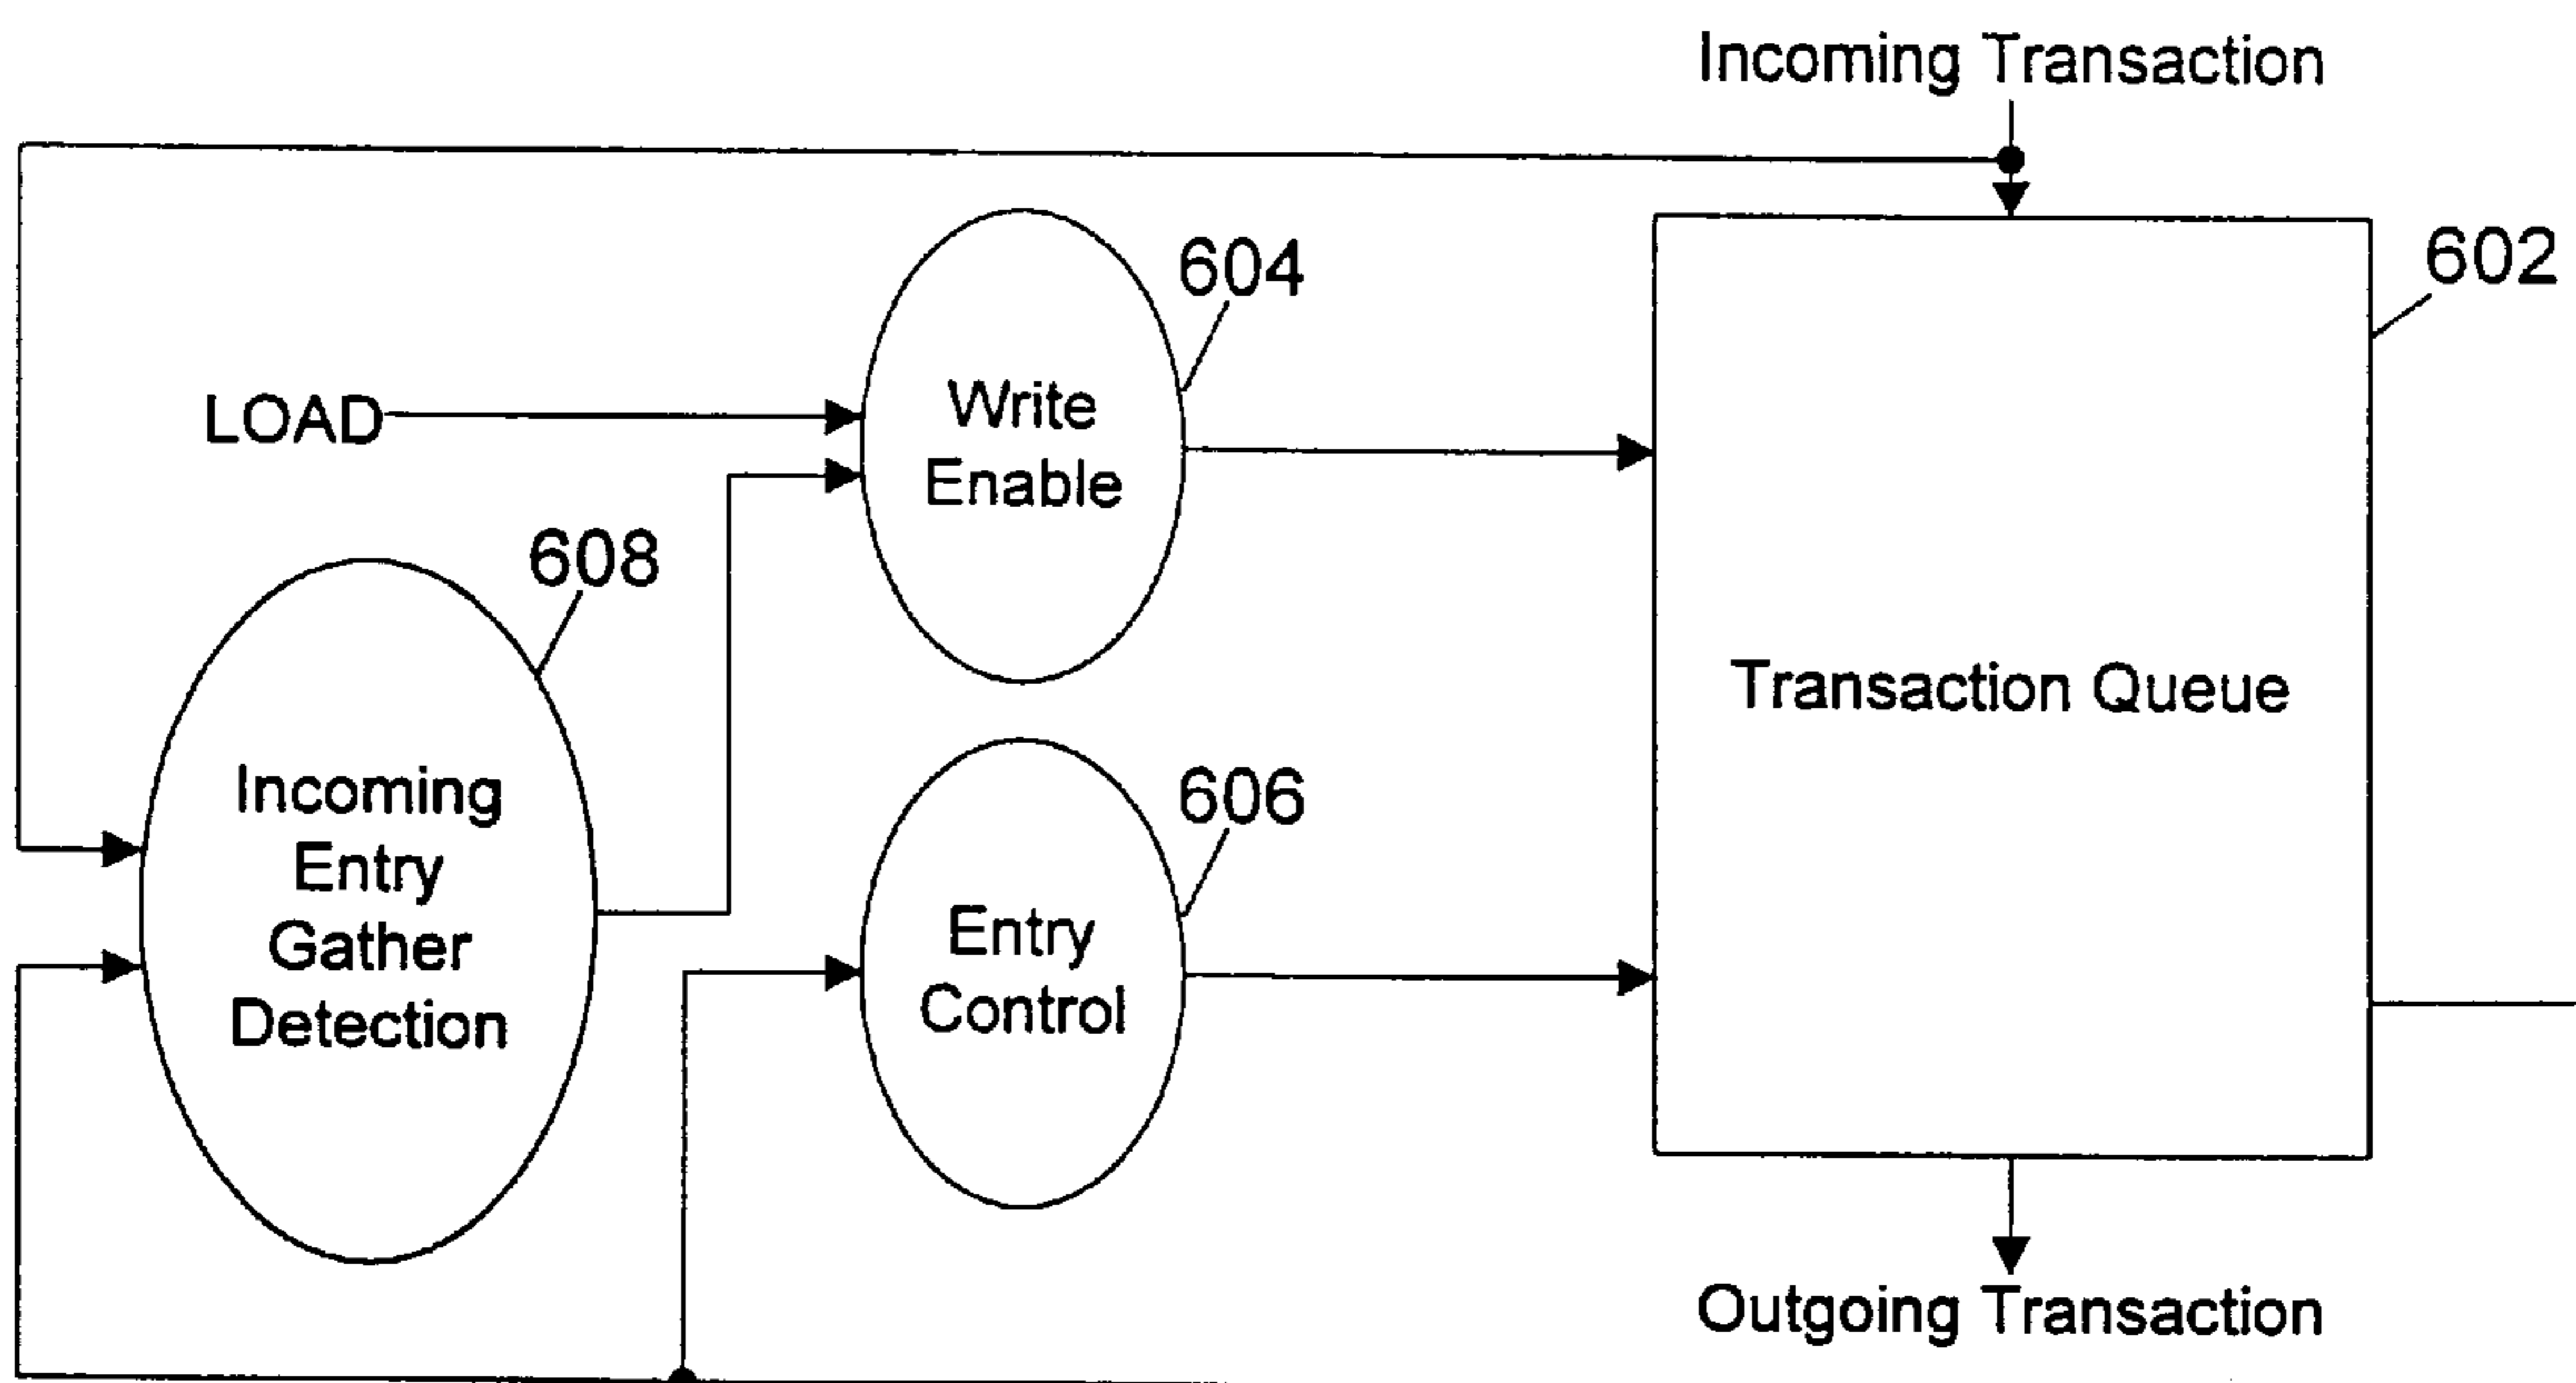 Incoming Transaction
602
604
LOAD
Write
Enable
608
Transaction Queue
606
Incoming
Entry
Gather
Detection
Entry
Control
Outgoing Transaction